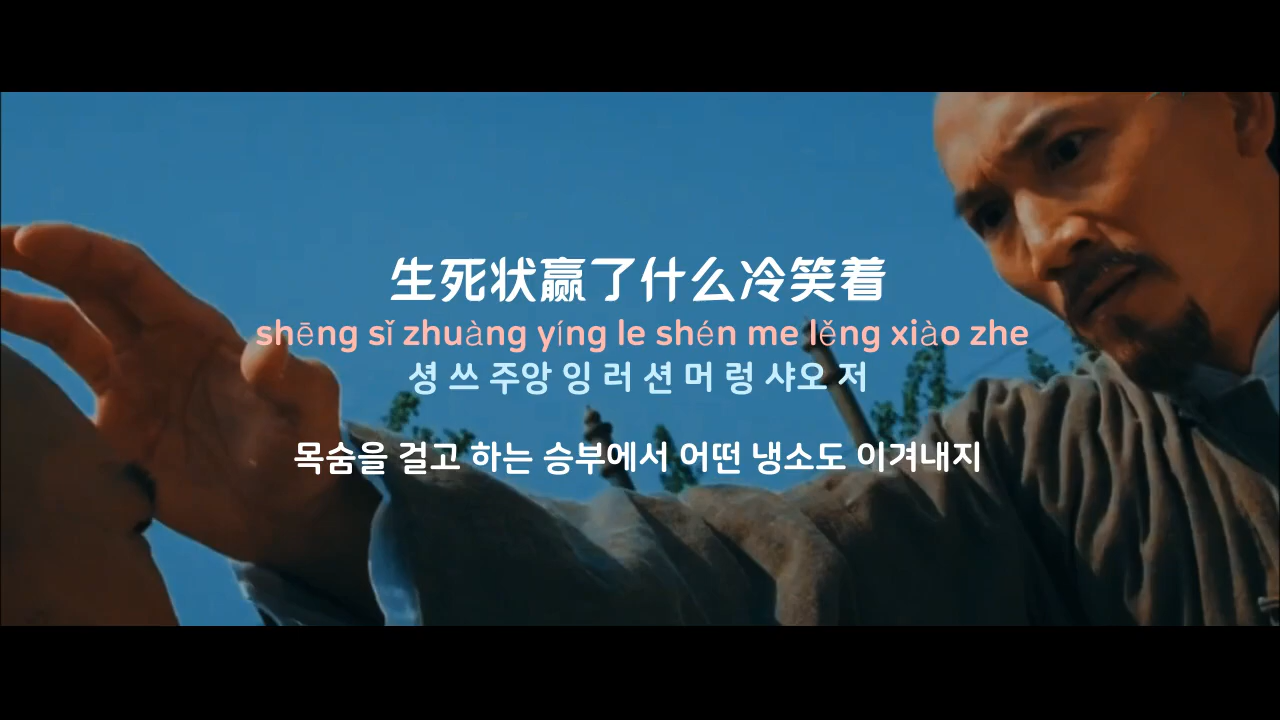 生死状赢了什么冷笑着
shēng sǐ zhuàng yíng le shén me lěng xiào zhe
셩 쓰 주앙 잉 러 션 머 렁 샤오 저
목숨을 걸고 하는 승부에서 어떤 냉소도 이겨내지